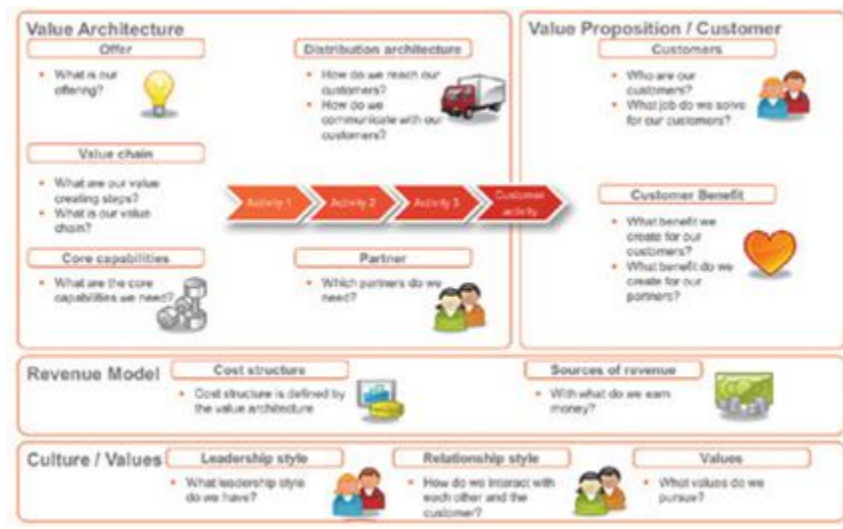 Value Architecture
Offer
• What is our
offering?
Distribution architecture
• How do we reach our
customers?
• How do we
communicate with our
customers?
Value chain
• What are our value
creating steps?
• What is our value
chain?
Activity 1
Activity 2
Activity 3
Customer
activity
Core capabilities
• What are the core
capabilities we need?
Partner
• Which partners do we
need?
Value Proposition / Customer
Customers
• Who are our
customers?
• What job do we solve
for our customers?
Customer Benefit
• What benefit we
create for our
customers?
• What benefit do we
create for our
partners?
Revenue Model
Cost structure
• Cost structure is defined by
the value architecture
Sources of revenue
• With what do we earn
money?
Culture / Values
Leadership style
• What leadership style
do we have?
Relationship style
• How do we interact with
each other and the
customer?
Values
• What values do we
pursue?